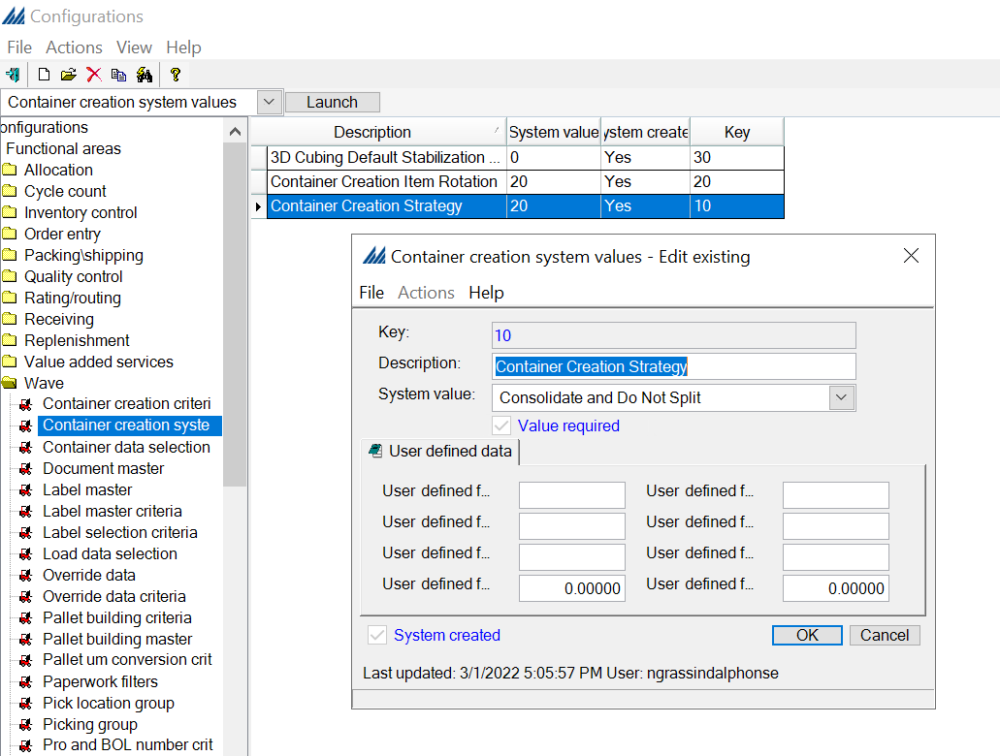 Configurations
File Actions View Help
Container creation system values Launch
onfigurations
Functional areas
Allocation
Cycle count
Inventory control
Order entry
Packing\shipping
Quality control
Rating/routing
Receiving
Replenishment
Value added services
Wave
Container creation criteri
Container creation syste
Container data selection
Document master
Label master
Label master criteria
Label selection criteria
Load data selection
Override data
Override data criteria
Pallet building criteria
Pallet building master
Pallet um conversion crit
Paperwork filters
Pick location group
Picking group
Pro and BOL number crit
Description System value ystem create Key
3D Cubing Default Stabilization ... 0 Yes 30
Container Creation Item Rotation 20 Yes 20
Container Creation Strategy 20 Yes 10
Container creation system values - Edit existing
File Actions Help
Key: 10
Description: Container Creation Strategy
System value: Consolidate and Do Not Split
Value required
User defined data
User defined f... User defined f...
User defined f... User defined f...
User defined f... User defined f...
User defined f... 0.00000 User defined f... 0.00000
System created OK Cancel
Last updated: 3/1/2022 5:05:57 PM User: ngrassindalphonse